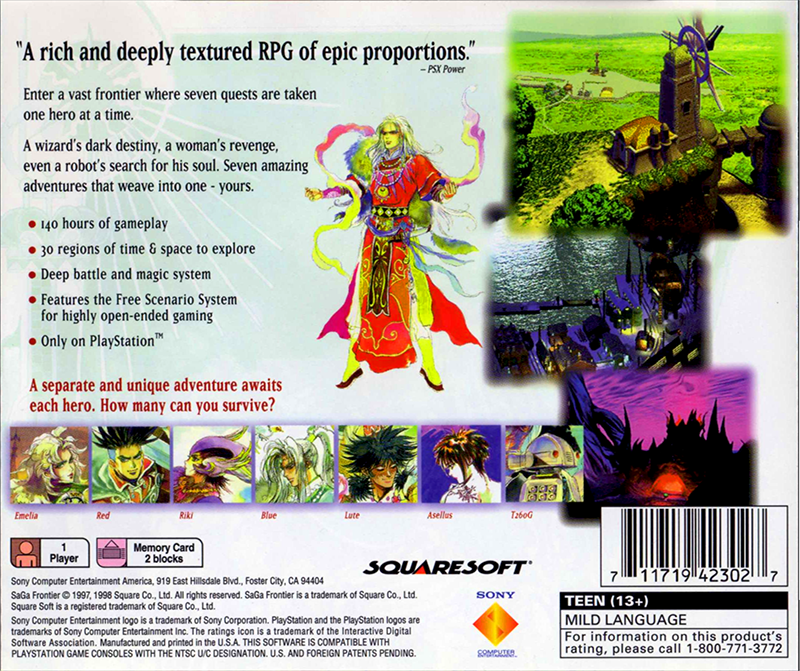 "A rich and deeply textured RPG of epic proportions."
– PSX Power
Enter a vast frontier where seven quests are taken
one hero at a time.
A wizard's dark destiny, a woman's revenge,
even a robot's search for his soul. Seven amazing
adventures that weave into one - yours.
• 140 hours of gameplay
• 30 regions of time & space to explore
• Deep battle and magic system
• Features the Free Scenario System
for highly open-ended gaming
• Only on PlayStation™
A separate and unique adventure awaits
each hero. How many can you survive?
Emelia Red Riki Blue Lute Asellus T260G
1
Player
Memory Card
2 blocks
SQUARESOFT®
Sony Computer Entertainment America, 919 East Hillsdale Blvd., Foster City, CA 94404
SaGa Frontier © 1997, 1998 Square Co., Ltd. All rights reserved. SaGa Frontier is a trademark of Square Co., Ltd.
Square Soft is a registered trademark of Square Co., Ltd.
Sony Computer Entertainment logo is a trademark of Sony Corporation. PlayStation and the PlayStation logos are
trademarks of Sony Computer Entertainment Inc. The ratings icon is a trademark of the Interactive Digital
Software Association. Manufactured and printed in the U.S.A. THIS SOFTWARE IS COMPATIBLE WITH
PLAYSTATION GAME CONSOLES WITH THE NTSC U/C DESIGNATION. U.S. AND FOREIGN PATENTS PENDING.
SONY
COMPUTER
7 11719 42302 7
TEEN (13+)
MILD LANGUAGE
For information on this product's
rating, please call 1-800-771-3772